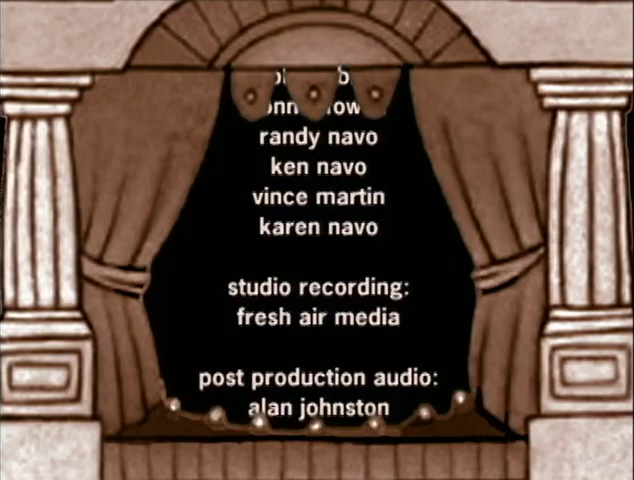 randy navo
ken navo
vince martin
karen navo
studio recording:
fresh air media
post production audio:
alan johnston